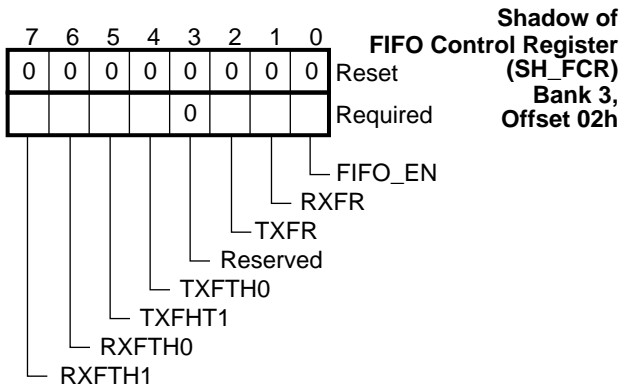 Shadow of
FIFO Control Register
(SH_FCR)
Bank 3,
Offset 02h
7 6 5 4 3 2 1 0
0 0 0 0 0 0 0 0 Reset
0 Required
FIFO_EN
RXFR
TXFR
Reserved
TXFTH0
TXFHT1
RXFTH0
RXFTH1